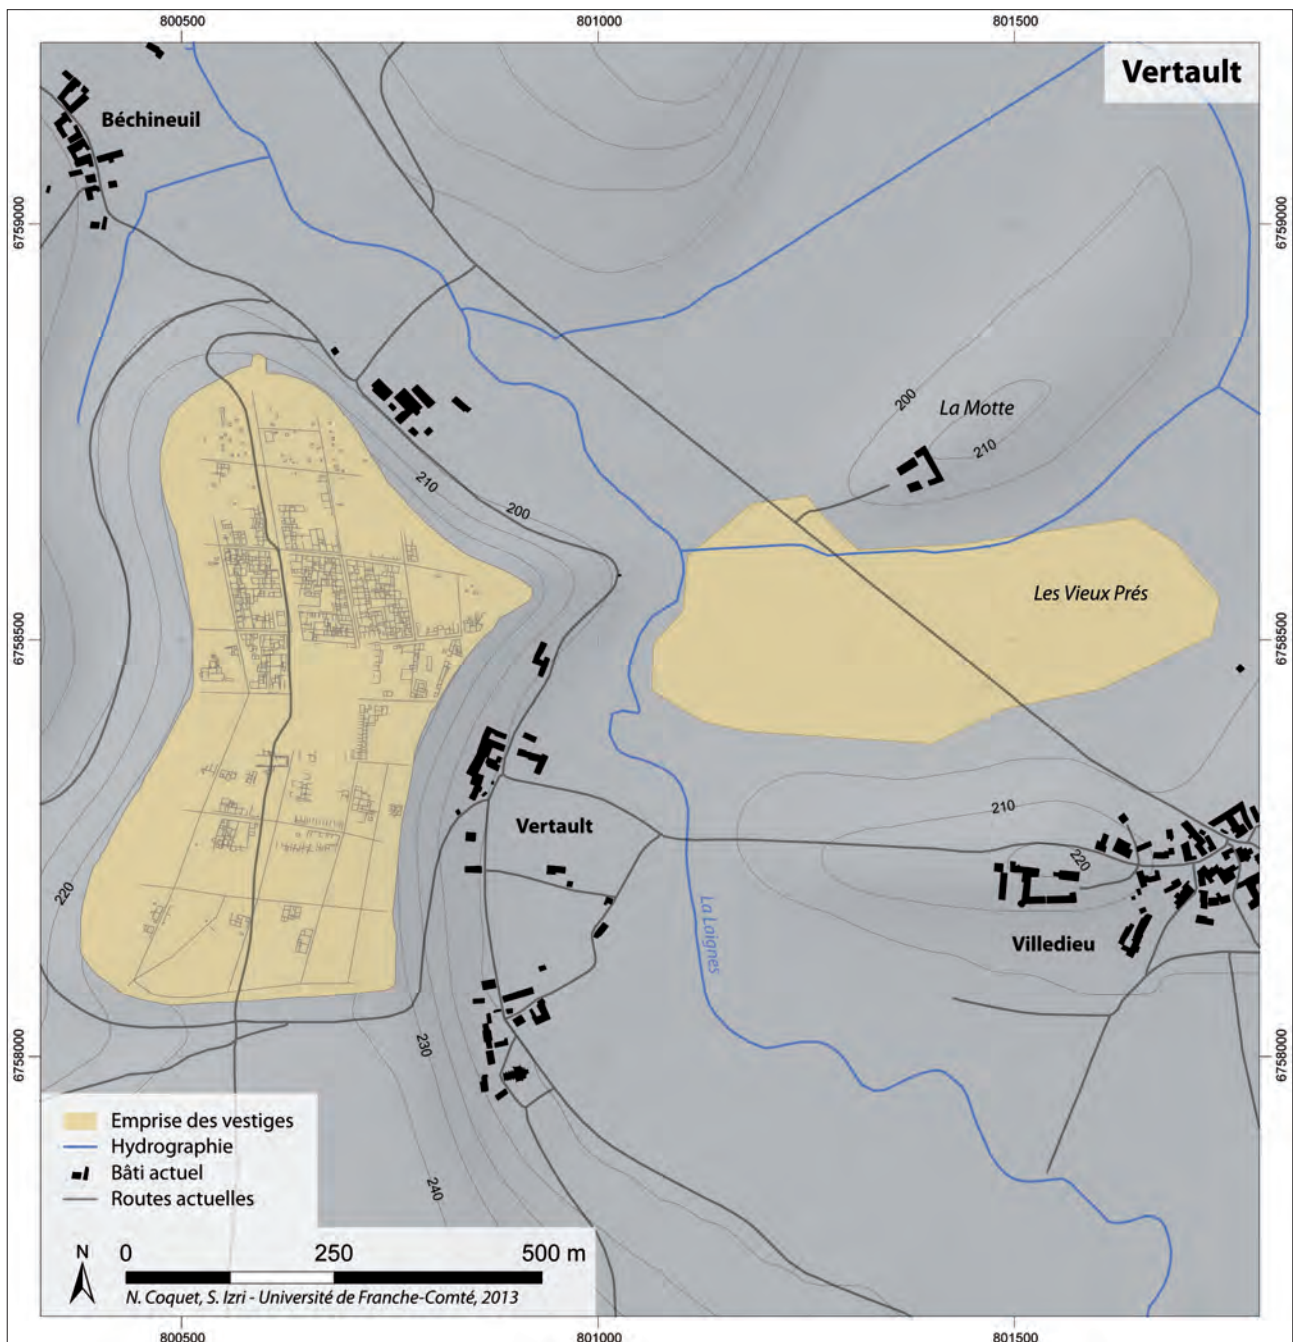 800500 801000 801500
Vertault
Béchineuil
6759000 6759000
200
La Motte
210
210
200
Les Vieux Prés
6758500 6758500
210
Vertault
220
220
La Laignes
Villedieu
230
6758000 6758000
240
Emprise des vestiges
Hydrographie
Bâti actuel
Routes actuelles
N 0 250 500 m
N. Coquet, S. Izri - Université de Franche-Comté, 2013
800500 801000 801500